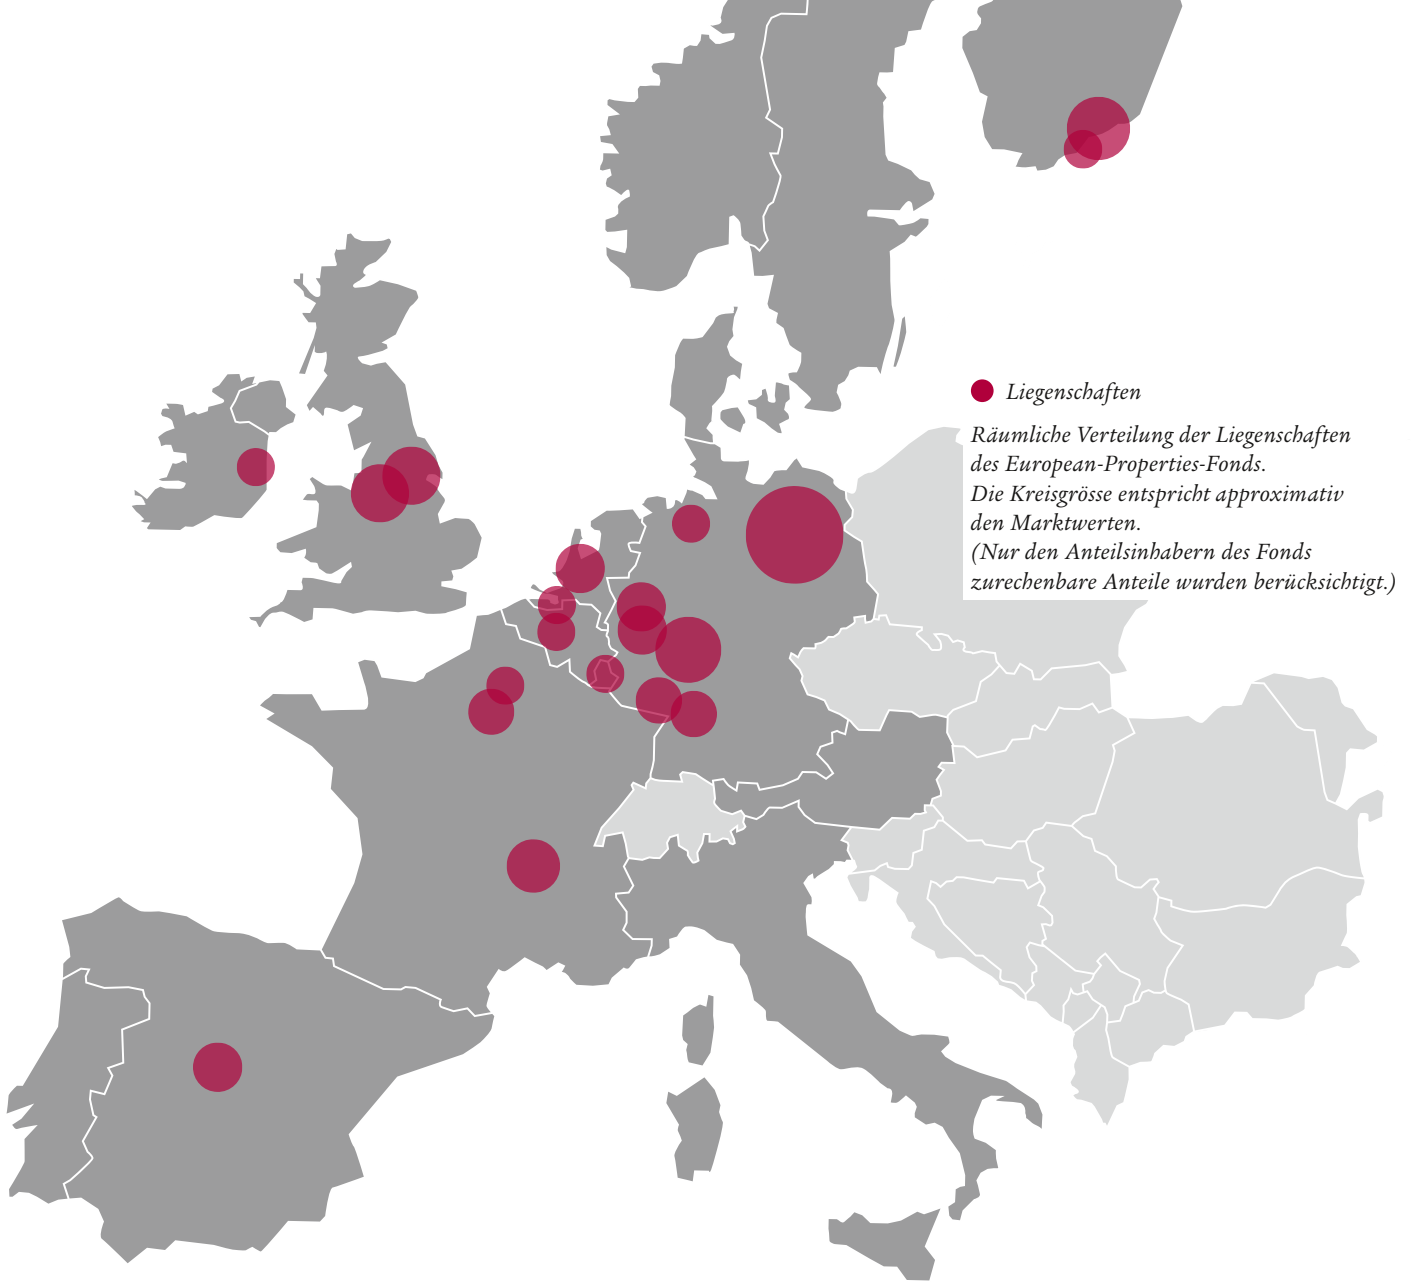 Liegenschaften
Räumliche Verteilung der Liegenschaften
des European-Properties-Fonds.
Die Kreisgrösse entspricht approximativ
den Marktwerten.
(Nur den Anteilsinhabern des Fonds
zurechenbare Anteile wurden berücksichtigt.)